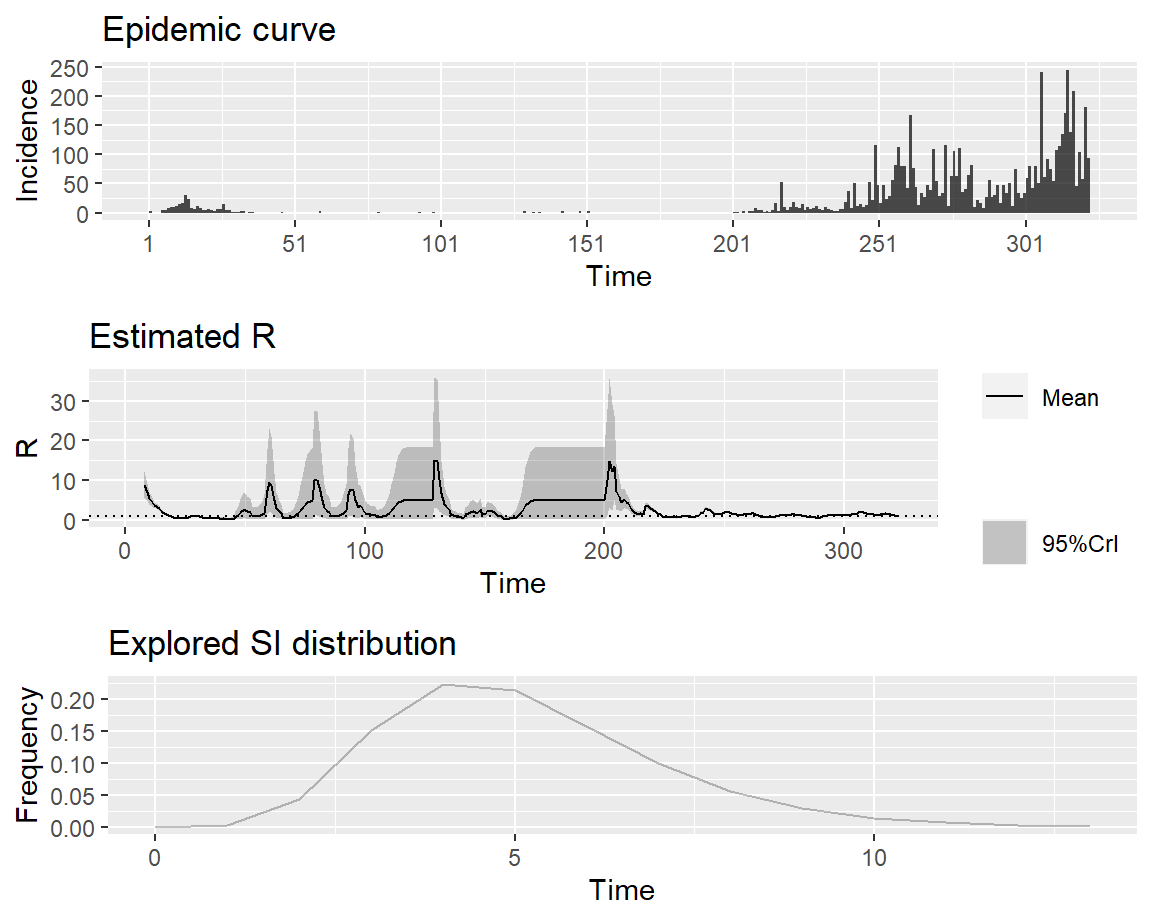 Epidemic curve
250
200
150
100
50
0
Incidence
1 51 101 151 201 251 301
Time
Estimated R
30
20
10
0
R
0 100 200 300
Time
Mean
95%CrI
Explored SI distribution
0.20
0.15
0.10
0.05
0.00
Frequency
0 5 10
Time